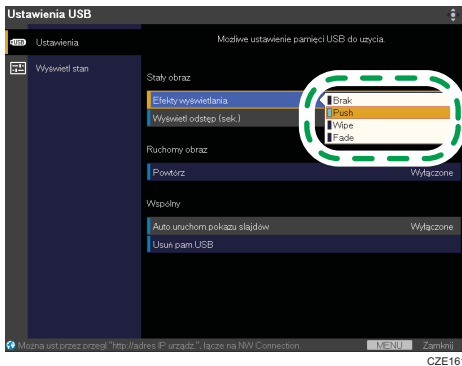 Ustawienia USB
Ustawienia
Możliwe ustawienie pamięci USB do użycia.
Wyświetl stan
Stały obraz
Efekty wyświetlania
Brak
Push
Wipe
Fade
Wyświetl odstęp (sek.)
Ruchomy obraz
Powtórz Wyłączone
Wspólny
Auto.uruchom.pokazu slajdów Wyłączone
Usuń pam.USB
Można ust.przez przegl."http://adres IP urządz.", łącze na NW Connection. MENU Zamknij
CZE161